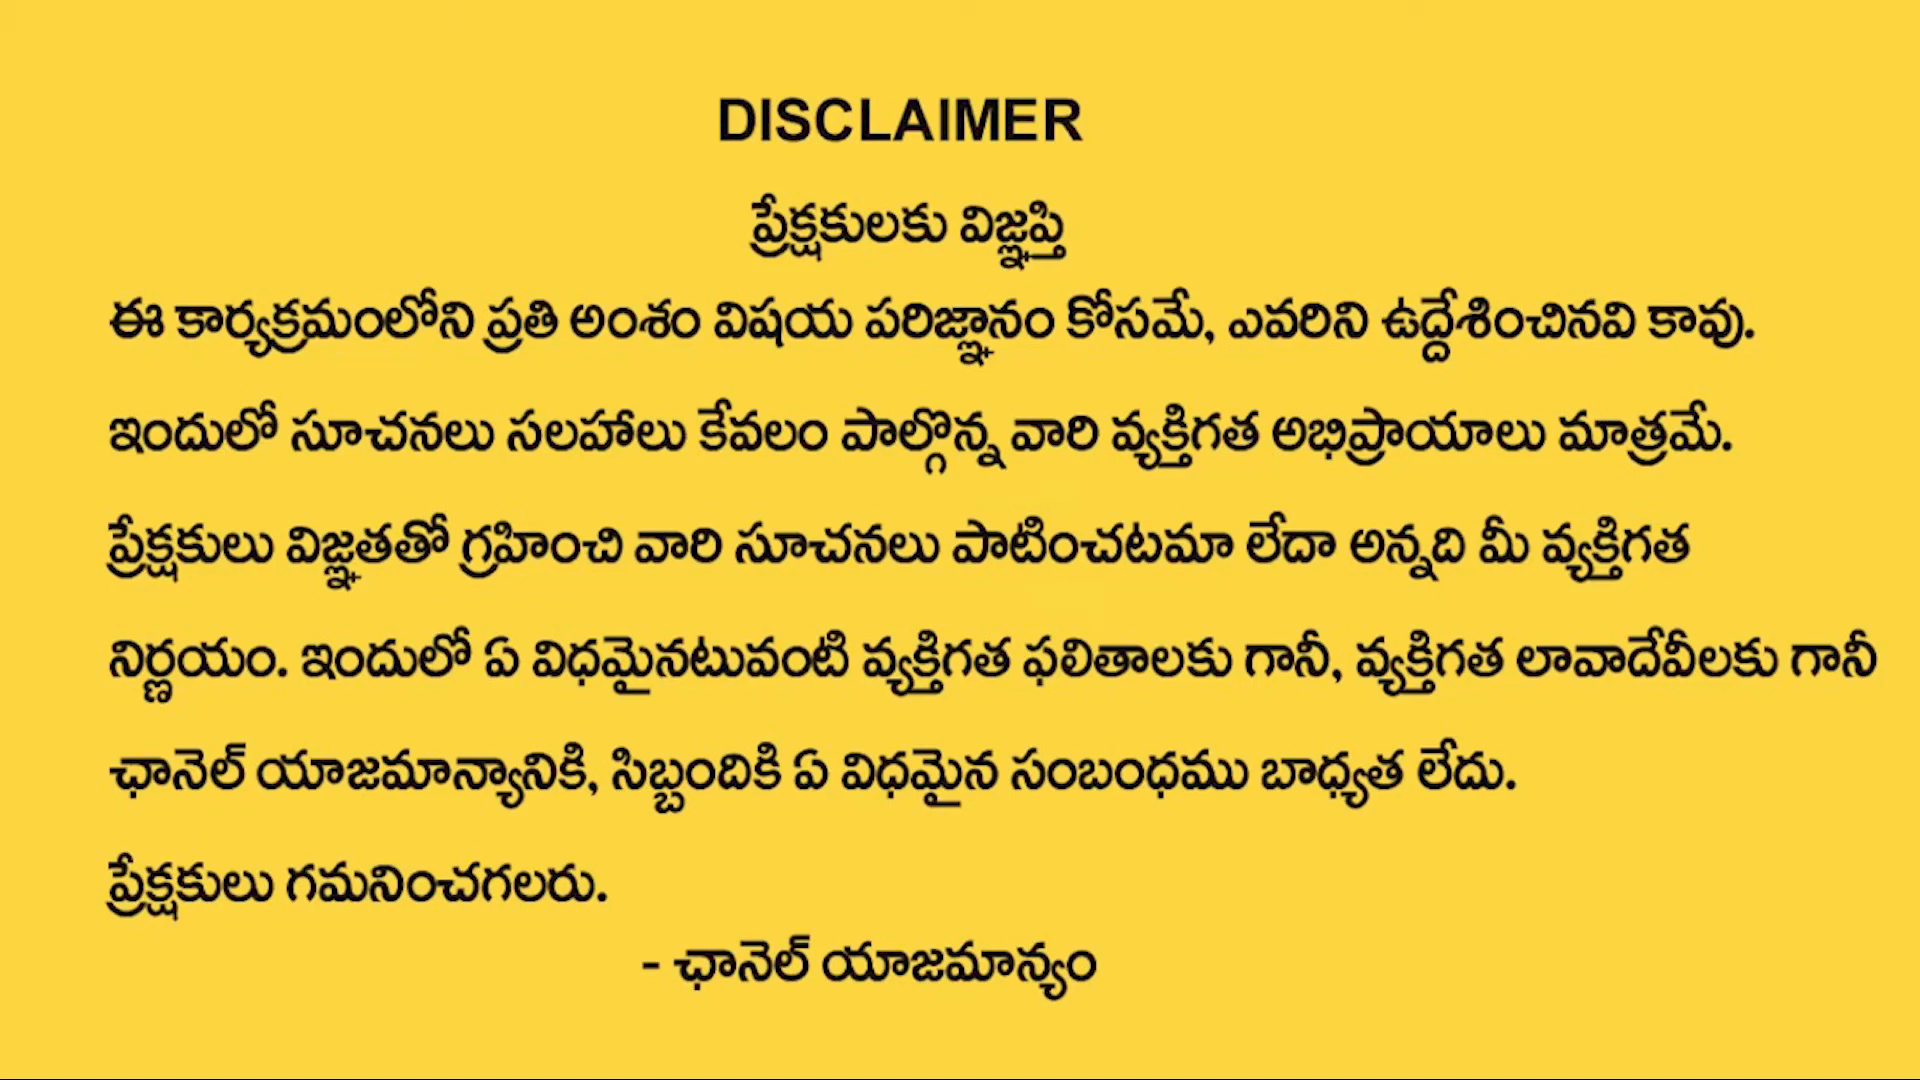 DISCLAIMER
ప్రేక్షకులకు విజ్ఞప్తి
ఈ కార్యక్రమంలోని ప్రతి అంశం విషయ పరిజ్ఞానం కోసమే, ఎవరిని ఉద్దేశించినవి కావు.
ఇందులో సూచనలు సలహాలు కేవలం పాల్గొన్న వారి వ్యక్తిగత అభిప్రాయాలు మాత్రమే.
ప్రేక్షకులు విజ్ఞతతో గ్రహించి వారి సూచనలు పాటించటమా లేదా అన్నది మీ వ్యక్తిగత
నిర్ణయం. ఇందులో ఏ విధమైనటువంటి వ్యక్తిగత ఫలితాలకు గానీ, వ్యక్తిగత లావాదేవీలకు గానీ
ఛానెల్ యాజమాన్యానికి, సిబ్బందికి ఏ విధమైన సంబంధము బాధ్యత లేదు.
ప్రేక్షకులు గమనించగలరు.
- ఛానెల్ యాజమాన్యం